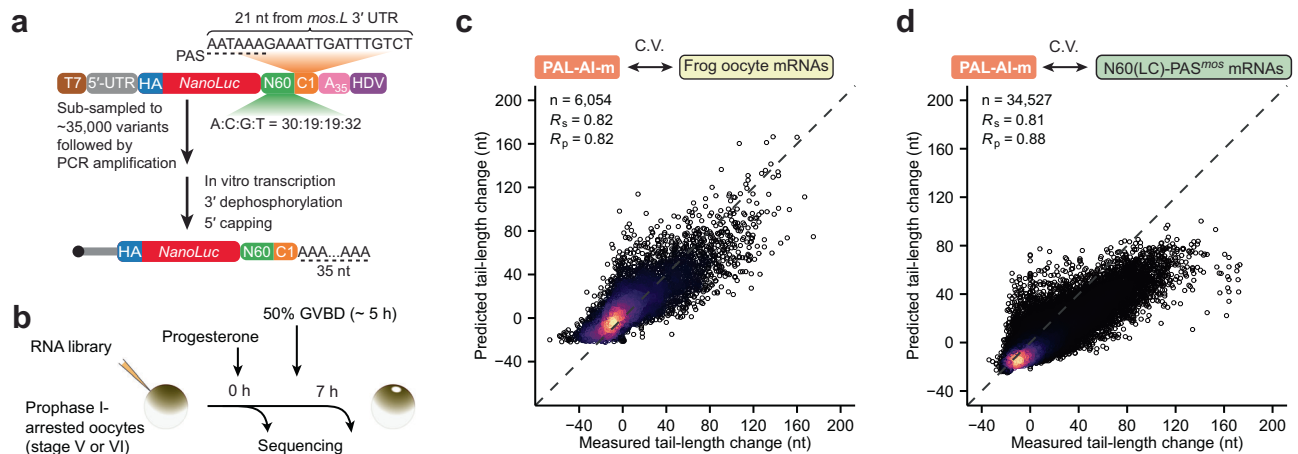 a
21 nt from mos.L 3′ UTR
AATAAAGAAATTGATTTGTCT
PAS
T7 5′-UTR HA NanoLuc N60 C1 A35 HDV
Sub-sampled to
~35,000 variants
followed by
PCR amplification
A:C:G:T = 30:19:19:32
In vitro transcription
3′ dephosphorylation
5′ capping
HA NanoLuc N60 C1 AAA...AAA
35 nt
b
50% GVBD (~ 5 h)
Progesterone
RNA library
0 h 7 h
Prophase I-
arrested oocytes
(stage V or VI)
Sequencing
c
C.V.
PAL-AI-m Frog oocyte mRNAs
n = 6,054
Rs = 0.82
Rp = 0.82
Predicted tail-length change (nt)
200
160
120
80
40
0
−40
−40 0 40 80 120 160 200
Measured tail-length change (nt)
d
C.V.
PAL-AI-m N60(LC)-PASmos mRNAs
n = 34,527
Rs = 0.81
Rp = 0.88
Predicted tail-length change (nt)
200
160
120
80
40
0
−40
−40 0 40 80 120 160 200
Measured tail-length change (nt)